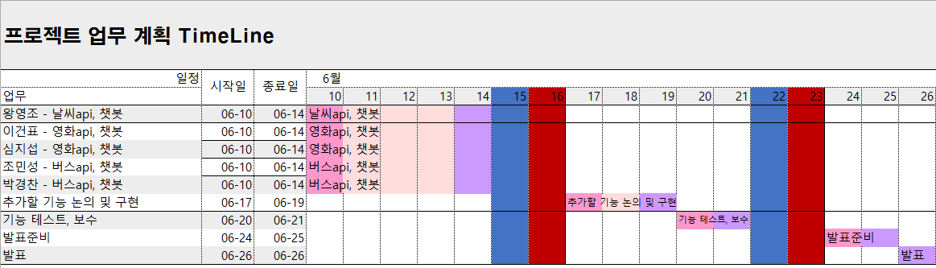 프로젝트 업무 계획 TimeLine
일정 시작일 종료일 6월
업무 10 11 12 13 14 15 16 17 18 19 20 21 22 23 24 25 26
왕영조 - 날씨api, 챗봇 06-10 06-14 날씨api, 챗봇
이건표 - 영화api, 챗봇 06-10 06-14 영화api, 챗봇
심지섭 - 영화api, 챗봇 06-10 06-14 영화api, 챗봇
조민성 - 버스api, 챗봇 06-10 06-14 버스api, 챗봇
박경찬 - 버스api, 챗봇 06-10 06-14 버스api, 챗봇
추가할 기능 논의 및 구현 06-17 06-19 추가할 기능 논의 및 구현
기능 테스트, 보수 06-20 06-21 기능 테스트, 보수
발표준비 06-24 06-25 발표준비
발표 06-26 06-26 발표